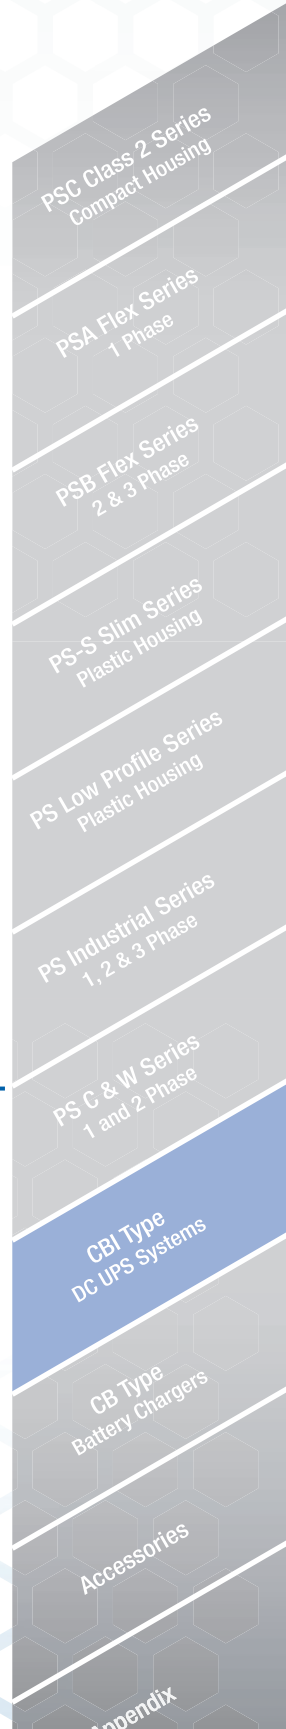 PSC Class 2 Series
Compact Housing
PSA Flex Series
1 Phase
PSB Flex Series
2 & 3 Phase
PS-S Slim Series
Plastic Housing
PS Low Profile Series
Plastic Housing
PS Industrial Series
1, 2 & 3 Phase
PS C & W Series
1 and 2 Phase
CBI Type
DC UPS Systems
CB Type
Battery Chargers
Accessories
Appendix